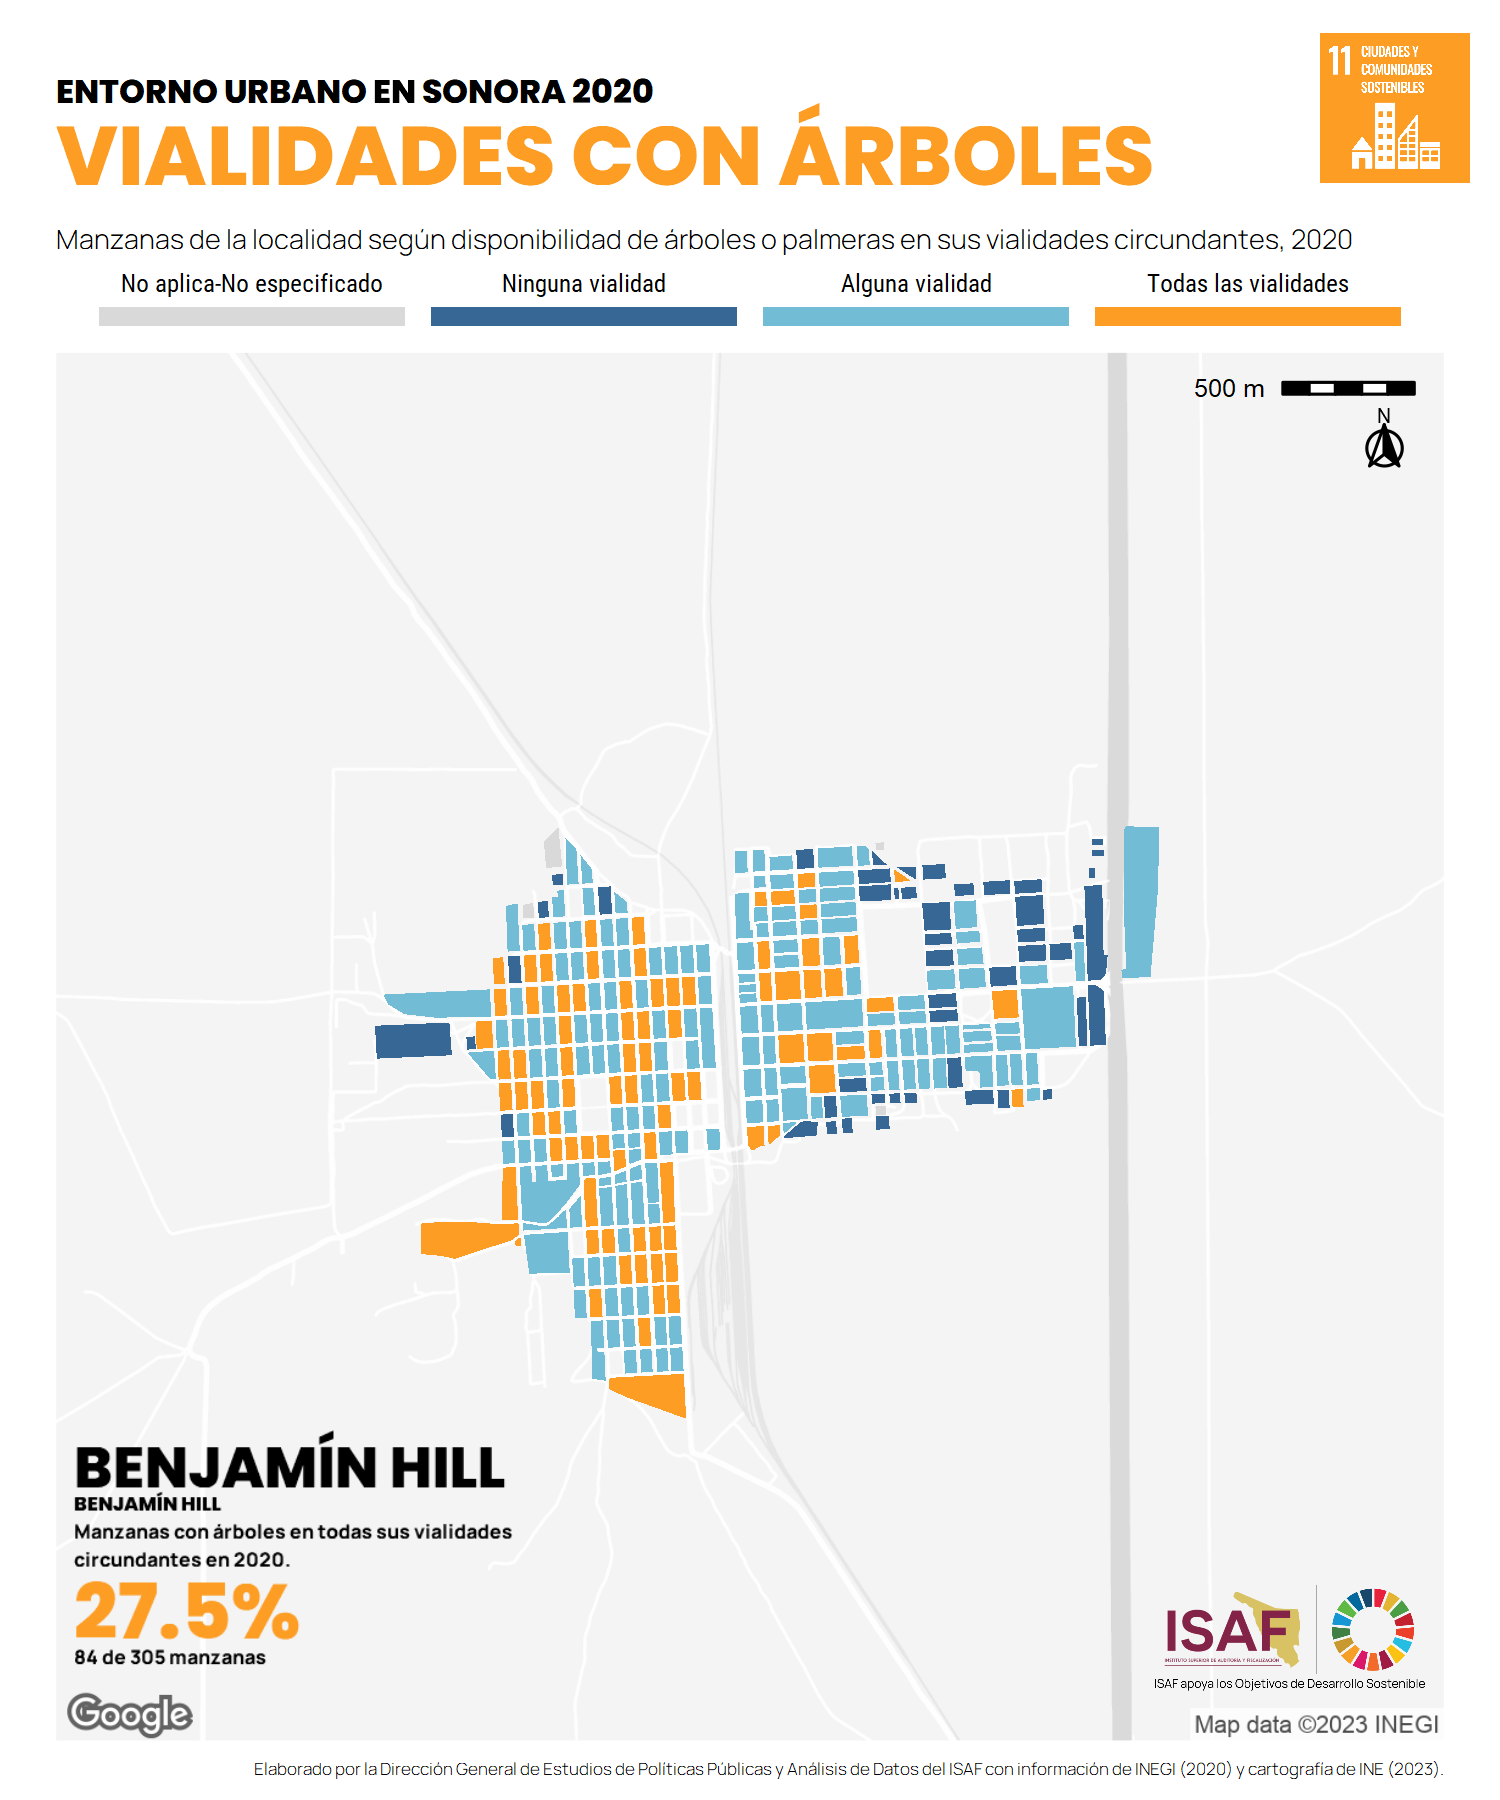 11 CIUDADES Y
COMUNIDADES
SOSTENIBLES
ENTORNO URBANO EN SONORA 2020
VIALIDADES CON ÁRBOLES
Manzanas de la localidad según disponibilidad de árboles o palmeras en sus vialidades circundantes, 2020
No aplica-No especificado
Ninguna vialidad
Alguna vialidad
Todas las vialidades
500 m
N
BENJAMÍN HILL
BENJAMÍN HILL
Manzanas con árboles en todas sus vialidades
circundantes en 2020.
27.5%
84 de 305 manzanas
Google
ISAF
INSTITUTO SUPERIOR DE AUDITORÍA Y FISCALIZACIÓN
ISAF apoya los Objetivos de Desarrollo Sostenible
Map data ©2023 INEGI
Elaborado por la Dirección General de Estudios de Políticas Públicas y Análisis de Datos del ISAF con información de INEGI (2020) y cartografía de INE (2023).